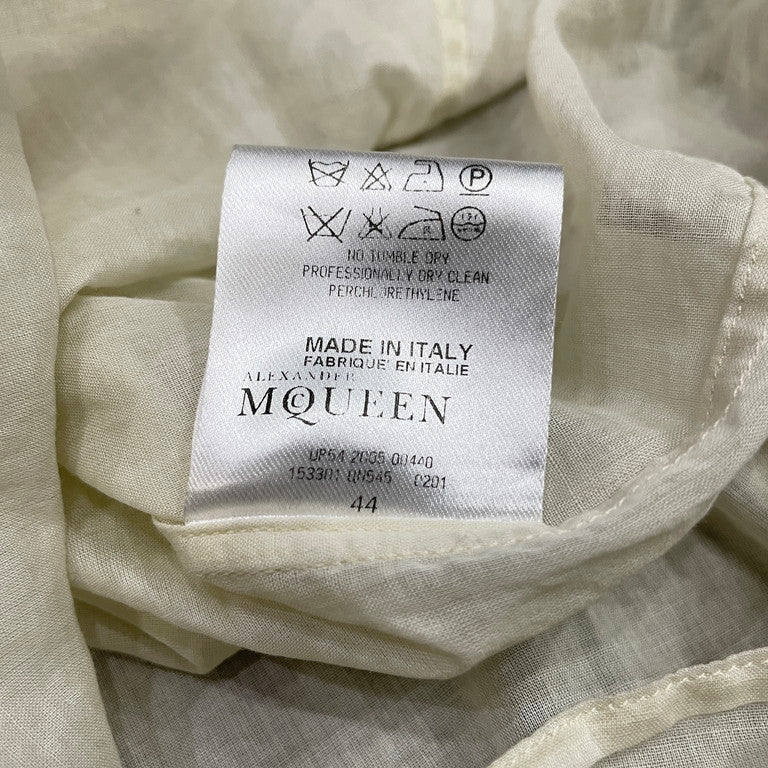 P
NO TUMBLE DRY
PROFESSIONALLY DRY CLEAN
PERCHLORETHYLENE
MADE IN ITALY
FABRIQUE' EN ITALIE
ALEXANDER
MCQUEEN
2005 00440
153301 QN545 0201
44